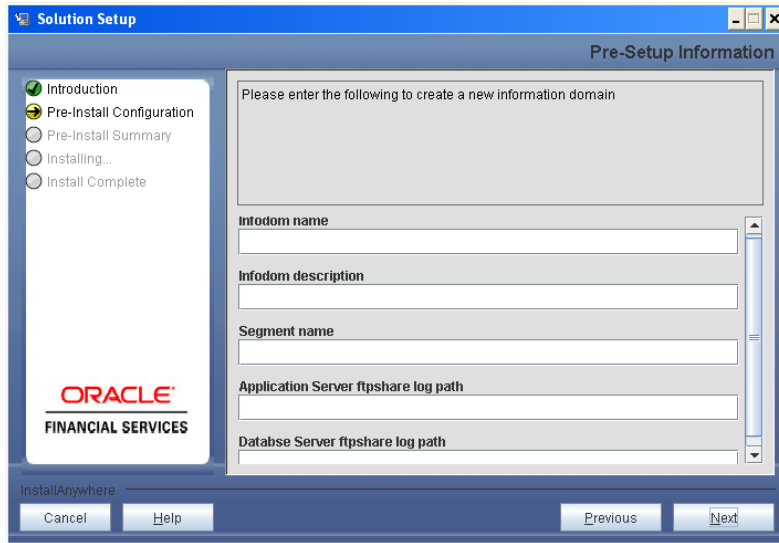 Solution Setup
Pre-Setup Information
Introduction
Pre-Install Configuration
Pre-Install Summary
Installing...
Install Complete
ORACLE
FINANCIAL SERVICES
Please enter the following to create a new information domain
Infodom name
Infodom description
Segment name
Application Server ftpshare log path
Databse Server ftpshare log path
InstallAnywhere
Cancel
Help
Previous
Next